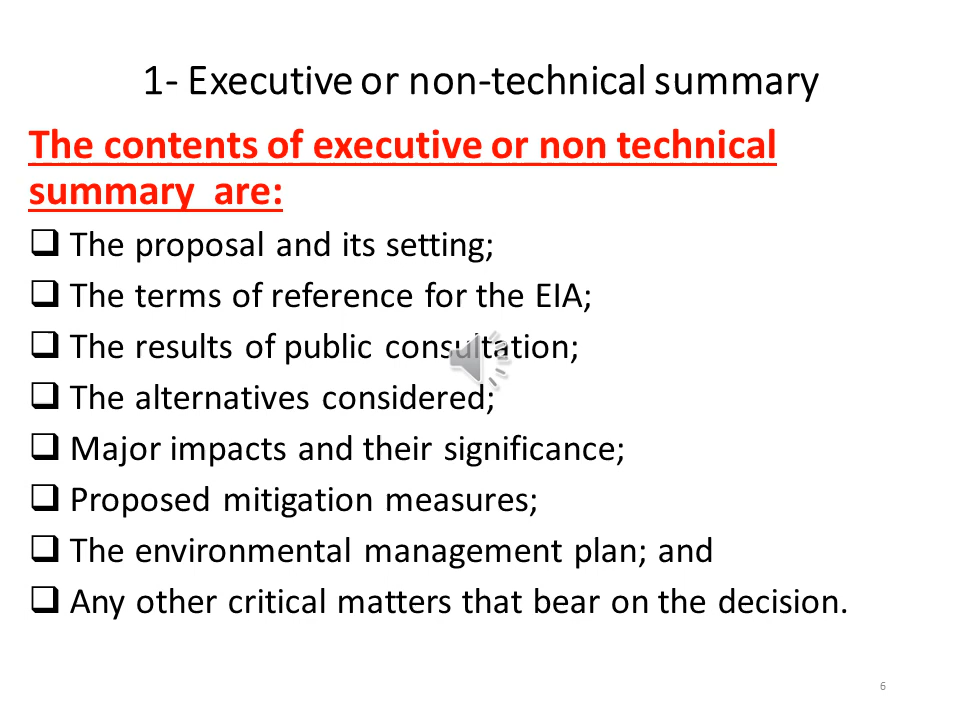 1- Executive or non-technical summary
The contents of executive or non technical
summary are:
❑ The proposal and its setting;
❑ The terms of reference for the EIA;
❑ The results of public consultation;
❑ The alternatives considered;
❑ Major impacts and their significance;
❑ Proposed mitigation measures;
❑ The environmental management plan; and
❑ Any other critical matters that bear on the decision.
6